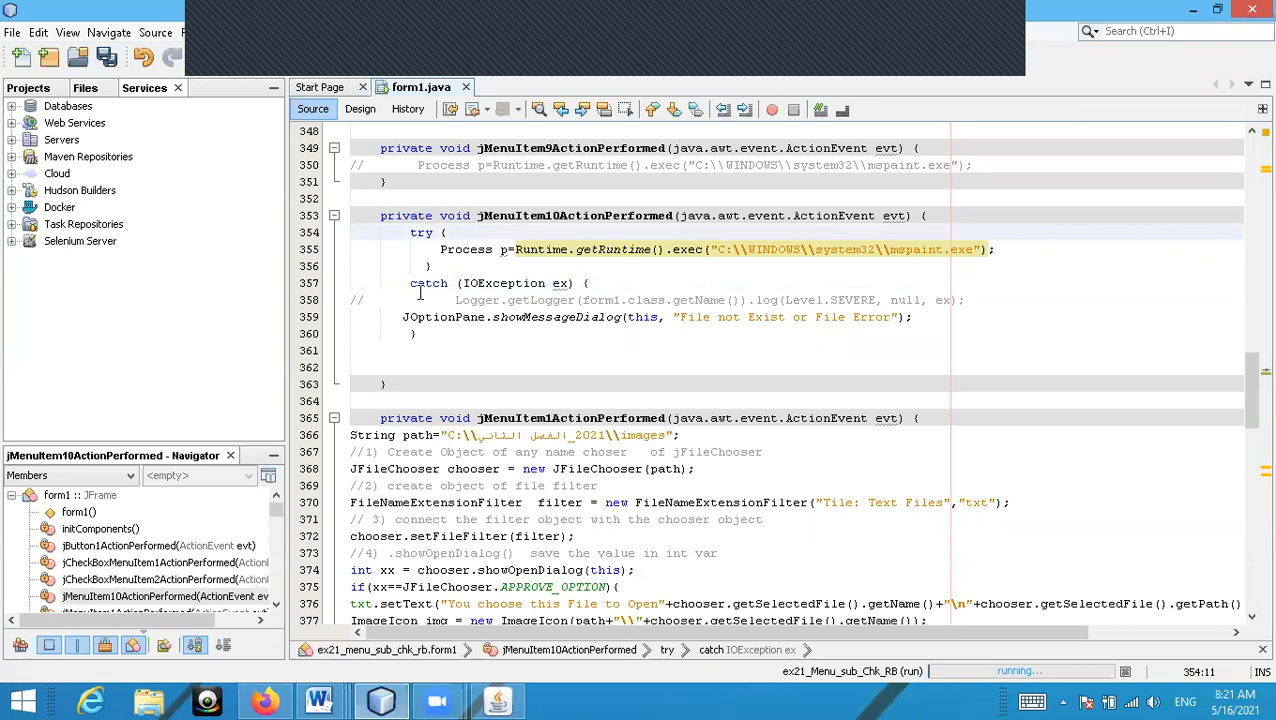 File Edit View Navigate Source
Search (Ctrl+I)
Projects Files Services
Start Page form1.java
Source Design History
Databases
Web Services
Servers
Maven Repositories
Cloud
Hudson Builders
Docker
Task Repositories
Selenium Server
348
349 private void jMenuItem9ActionPerformed(java.awt.event.ActionEvent evt) {
350 // Process p=Runtime.getRuntime().exec("C:\\WINDOWS\\system32\\mspaint.exe");
351 }
352
353 private void jMenuItem10ActionPerformed(java.awt.event.ActionEvent evt) {
354 try {
355 Process p=Runtime.getRuntime().exec("C:\\WINDOWS\\system32\\mspaint.exe");
356 }
357 catch (IOException ex) {
358 // Logger.getLogger(form1.class.getName()).log(Level.SEVERE, null, ex);
359 JOptionPane.showMessageDialog(this, "File not Exist or File Error");
360 }
361
362
363 }
364
365 private void jMenuItem1ActionPerformed(java.awt.event.ActionEvent evt) {
366 String path="C:\\الفصل الثاني_2021\\images";
367 //1) Create Object of any name choser of jFileChooser
368 JFileChooser chooser = new JFileChooser(path);
369 //2) create object of file filter
370 FileNameExtensionFilter filter = new FileNameExtensionFilter("Tile: Text Files","txt");
371 // 3) connect the filter object with the chooser object
372 chooser.setFileFilter(filter);
373 //4) .showOpenDialog() save the value in int var
374 int xx = chooser.showOpenDialog(this);
375 if(xx==JFileChooser.APPROVE_OPTION){
376 txt.setText("You choose this File to Open"+chooser.getSelectedFile().getName()+"\n"+chooser.getSelectedFile().getPath()
377 ImageIcon img = new ImageIcon(path+"\\"+chooser.getSelectedFile().getName());
jMenuItem10ActionPerformed - Navigator
Members <empty>
form1 :: JFrame
form1()
initComponents()
jButton1ActionPerformed(ActionEvent evt)
jCheckBoxMenuItem1ActionPerformed(
jCheckBoxMenuItem2ActionPerformed(
jMenuItem10ActionPerformed(ActionEvent ev
ex21_menu_sub_chk_rb.form1 jMenuItem10ActionPerformed try catch IOException ex
ex21_Menu_sub_Chk_RB (run) running... 354:11 INS
ENG
8:21 AM
5/16/2021